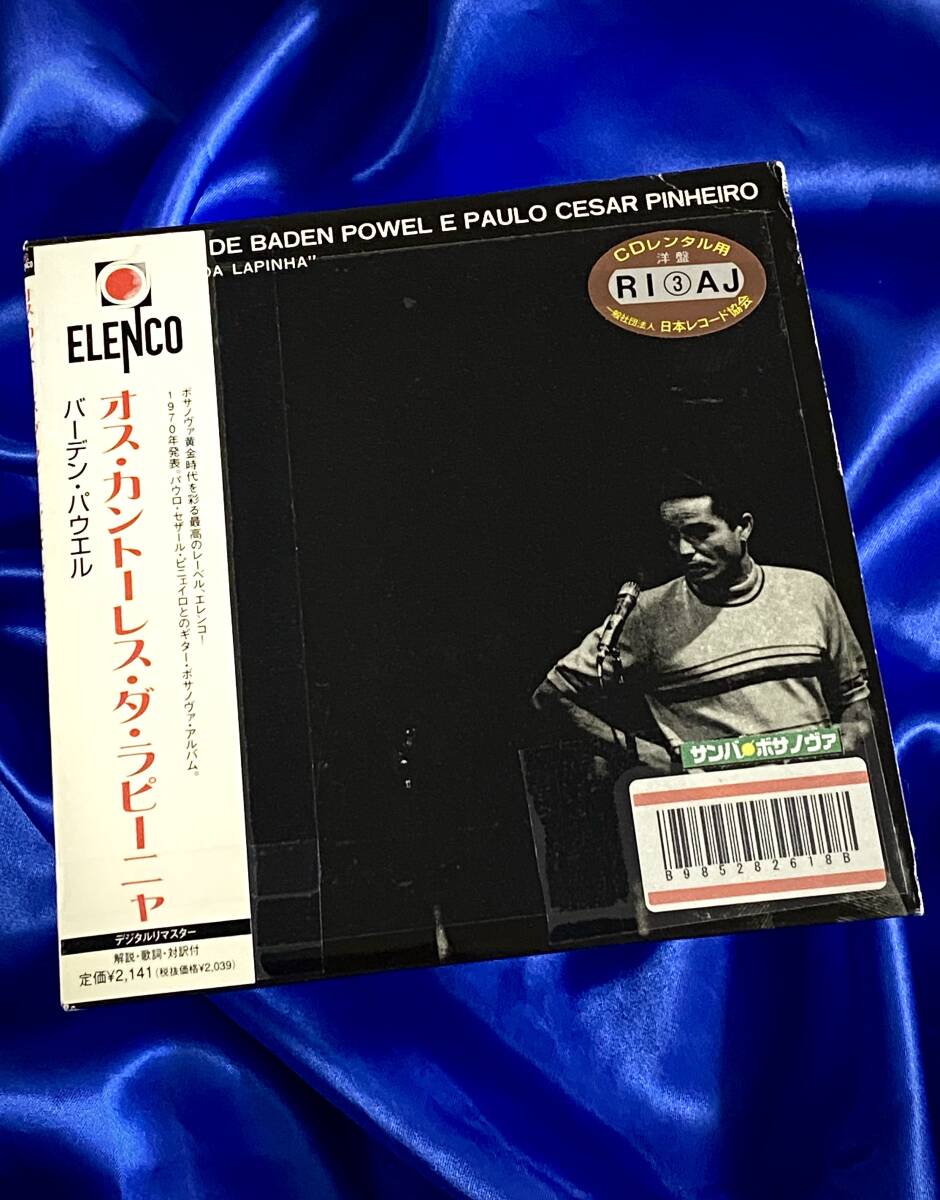 DE BADEN POWEL E PAULO CESAR PINHEIRO
DA LAPINHA"
CDレンタル用
洋盤
RI③AJ
一般社団法人 日本レコード協会
ELENCO
オス・カントーレス・ダ・ラピーニャ
バーデン・パウエル
ボサノヴァ黄金時代を彩る最高のレーベル、エレンコ!
1970年発表。パウロ・セザール・ピニェイロとのギター・ボサノヴァ・アルバム。
サンバ ボサノヴァ
B98528261 8B
デジタルリマスター
解説・歌詞・対訳付
定価¥2,141(税抜価格¥2,039)